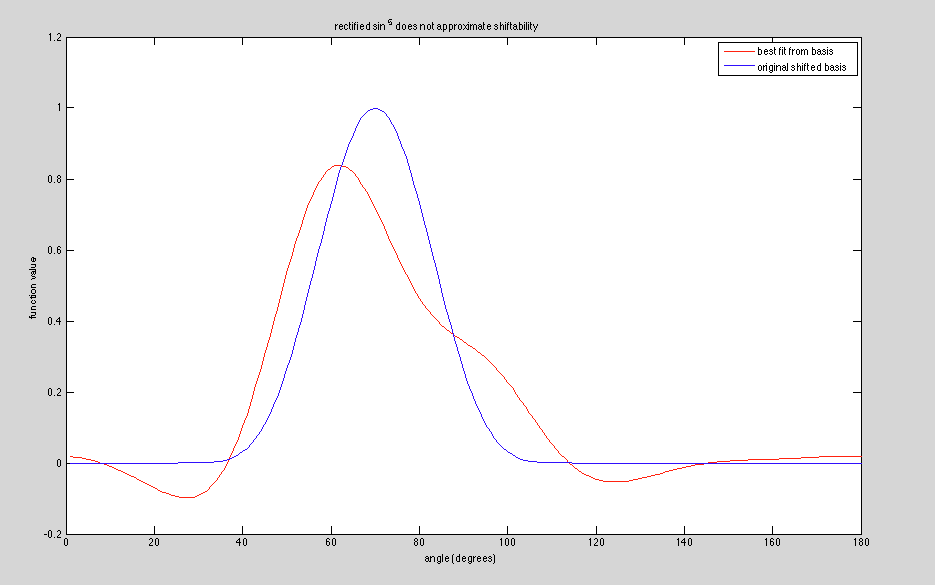 rectified sin 6 does not approximate shiftability
1.2
best fit from basis
original shifted basis
1
0.8
0.6
0.4
0.2
0
-0.2
function value
0 20 40 60 80 100 120 140 160 180
angle (degrees)